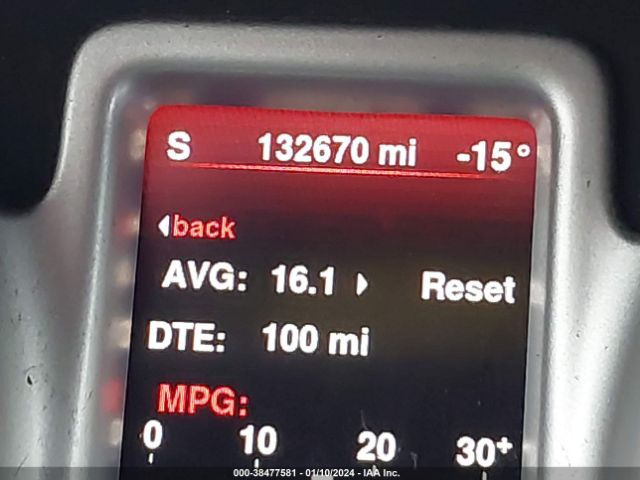 S 132670 mi -15°
back
AVG: 16.1 Reset
DTE: 100 mi
MPG:
0 10 20 30+
000-38477581 - 01/10/2024 - IAA Inc.